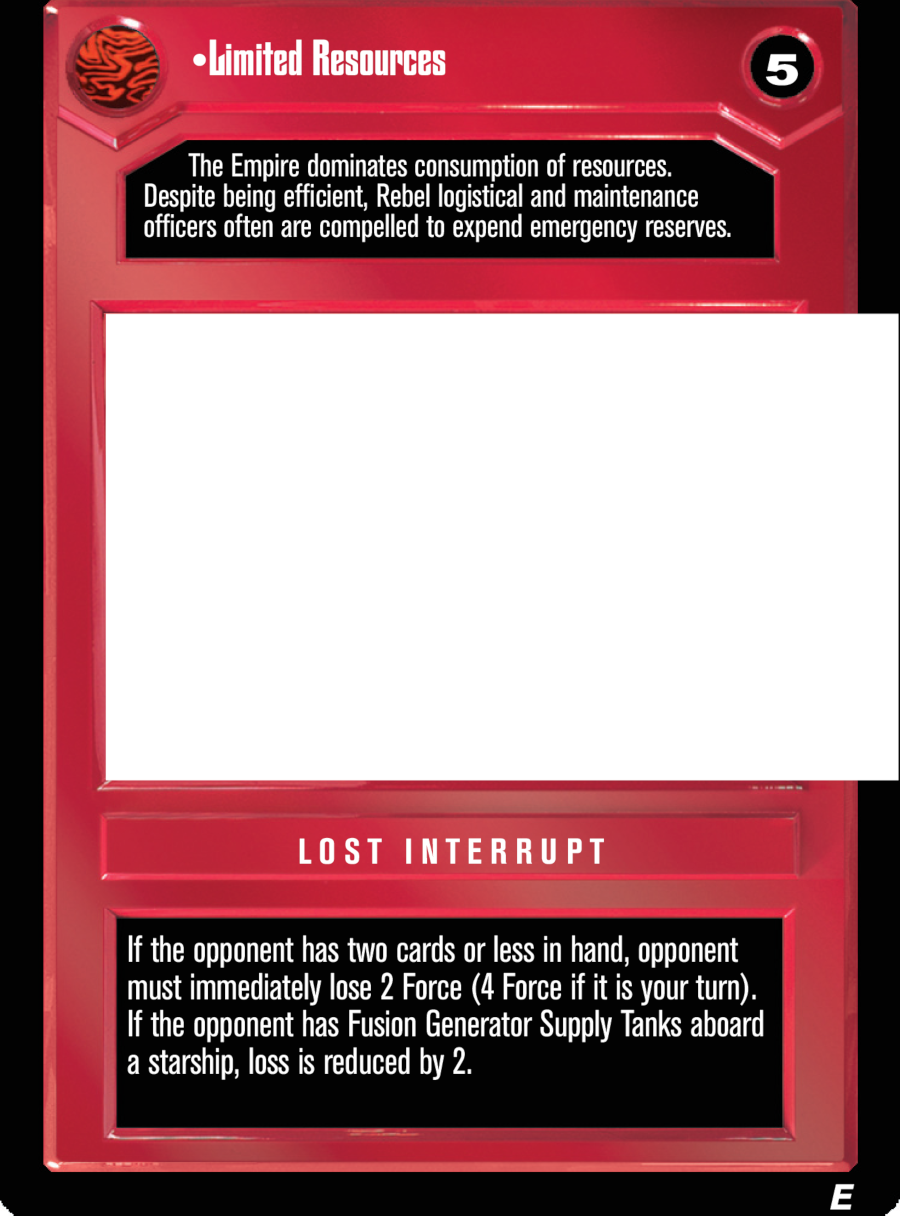 •Limited Resources
5
The Empire dominates consumption of resources.
Despite being efficient, Rebel logistical and maintenance
officers often are compelled to expend emergency reserves.
LOST INTERRUPT
If the opponent has two cards or less in hand, opponent
must immediately lose 2 Force (4 Force if it is your turn).
If the opponent has Fusion Generator Supply Tanks aboard
a starship, loss is reduced by 2.
E